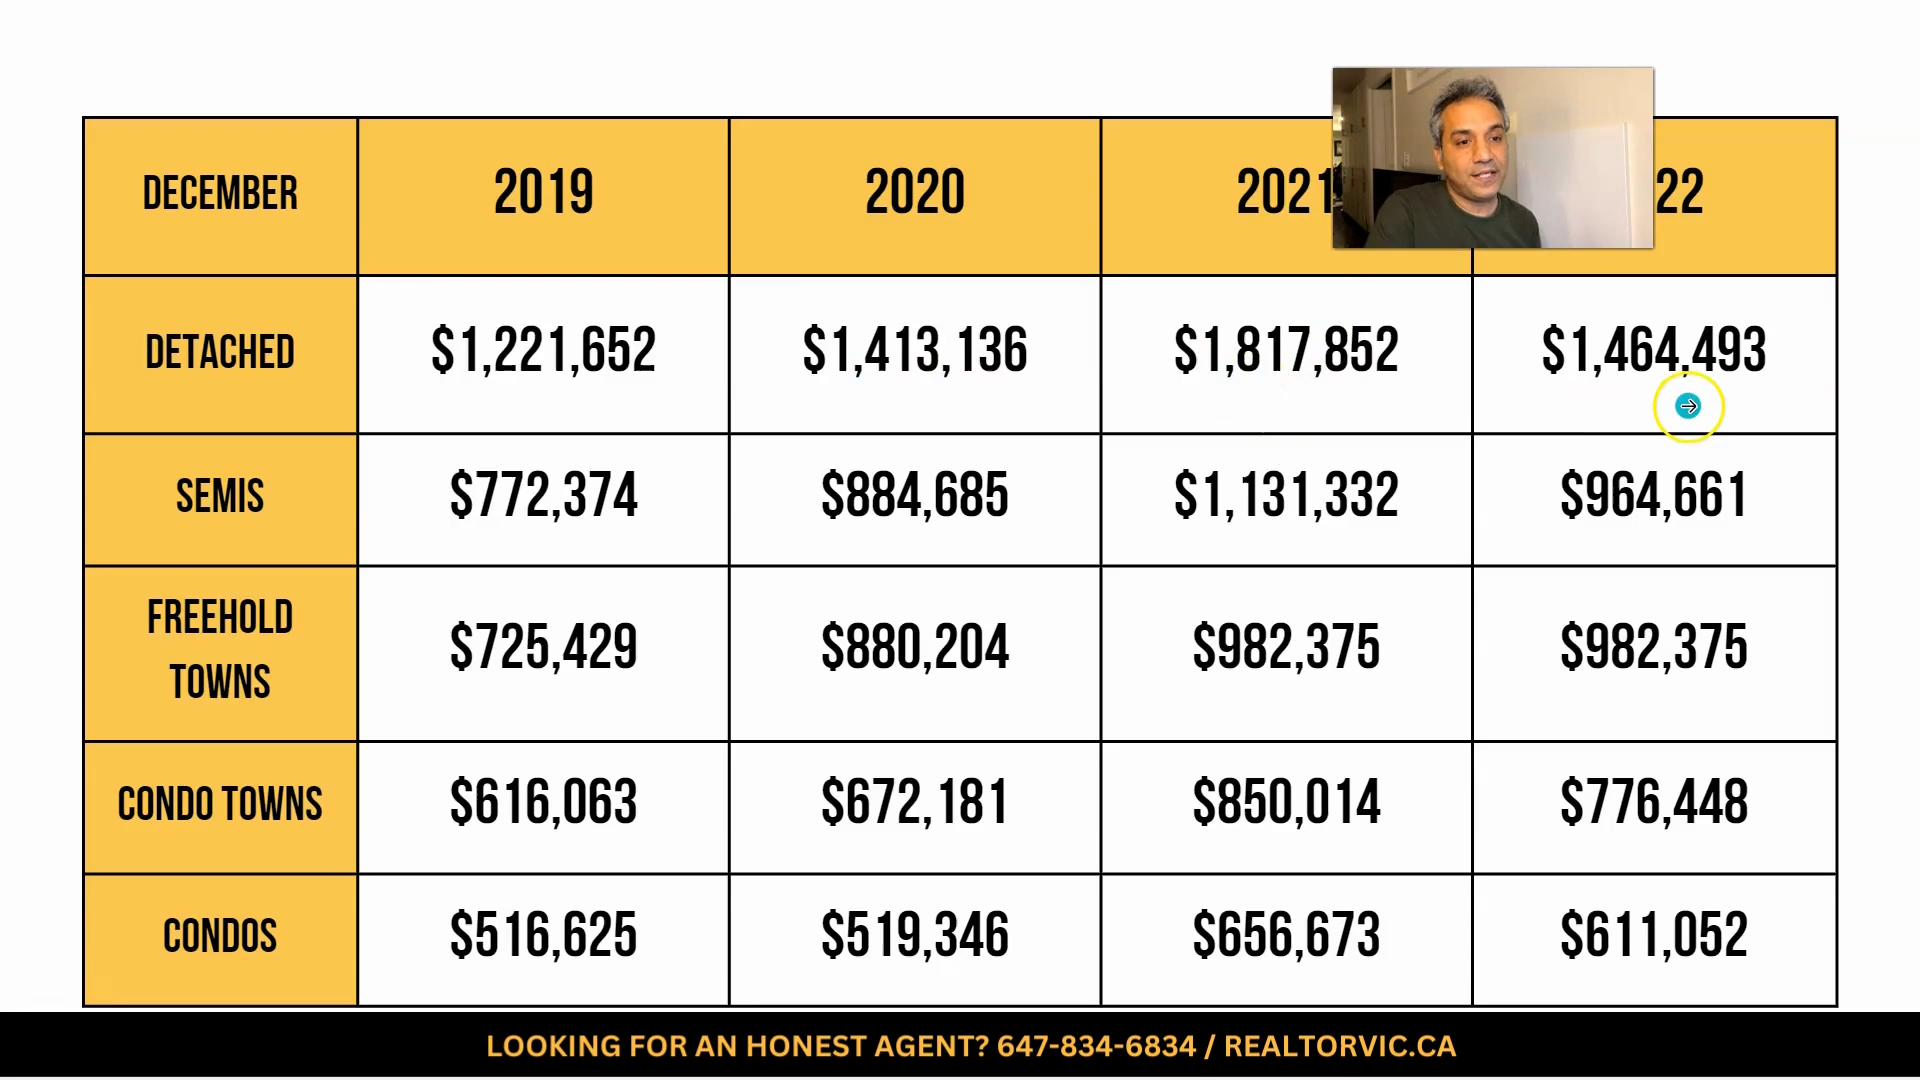 DECEMBER 2019 2020 2021 22
DETACHED $1,221,652 $1,413,136 $1,817,852 $1,464,493
SEMIS $772,374 $884,685 $1,131,332 $964,661
FREEHOLD
TOWNS $725,429 $880,204 $982,375 $982,375
CONDO TOWNS $616,063 $672,181 $850,014 $776,448
CONDOS $516,625 $519,346 $656,673 $611,052
LOOKING FOR AN HONEST AGENT? 647-834-6834 / REALTORVIC.CA